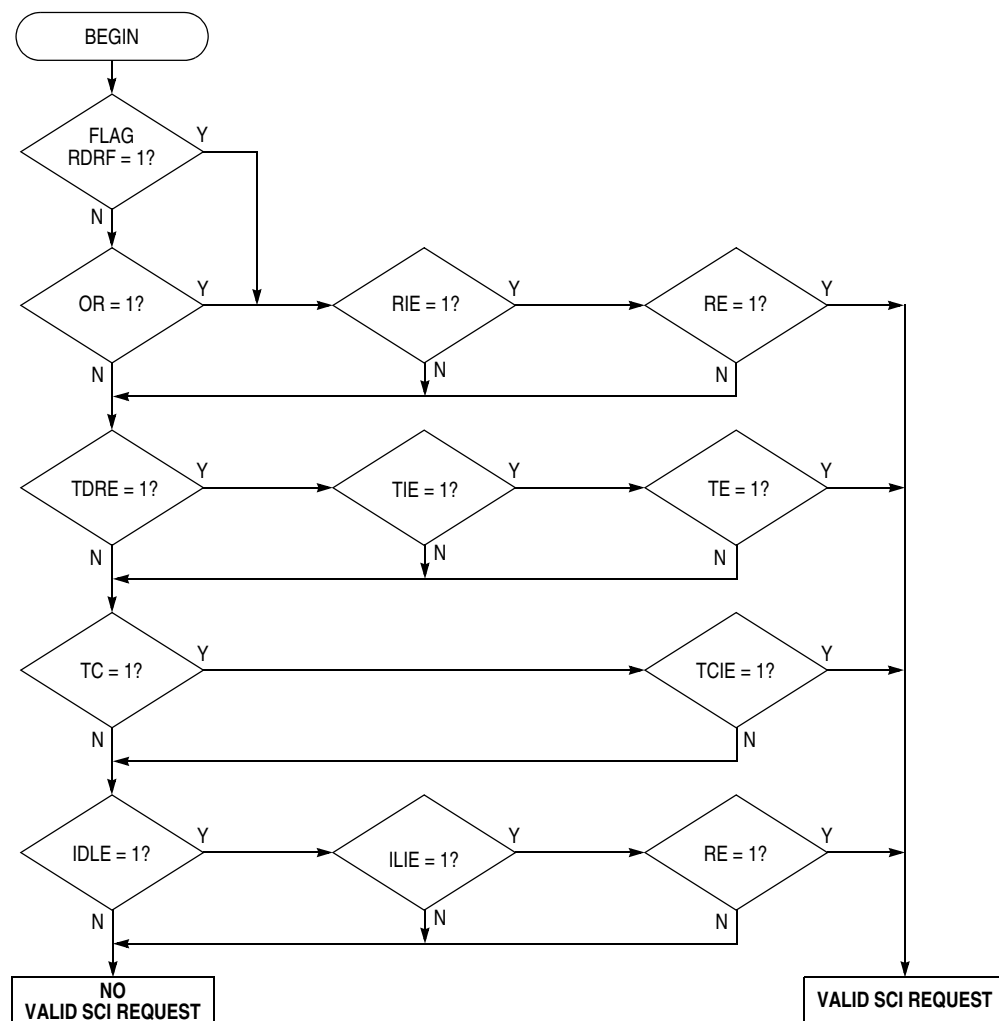 BEGIN
FLAG
RDRF = 1?
Y
N
OR = 1?
Y
RIE = 1?
Y
RE = 1?
Y
N
N
N
TDRE = 1?
Y
TIE = 1?
Y
TE = 1?
Y
N
N
N
TC = 1?
Y
TCIE = 1?
Y
N
N
IDLE = 1?
Y
ILIE = 1?
Y
RE = 1?
Y
N
N
N
NO
VALID SCI REQUEST
VALID SCI REQUEST